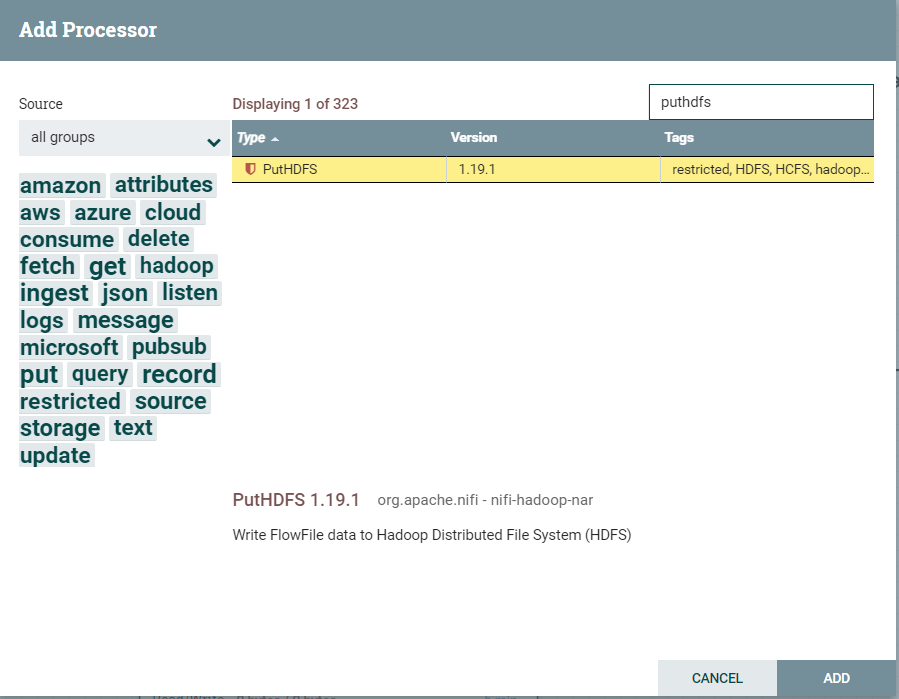 Add Processor
Source
Displaying 1 of 323
puthdfs
all groups
Type Version Tags
PutHDFS 1.19.1 restricted, HDFS, HCFS, hadoop...
amazon attributes
aws azure cloud
consume delete
fetch get hadoop
ingest json listen
logs message
microsoft pubsub
put query record
restricted source
storage text
update
PutHDFS 1.19.1 org.apache.nifi - nifi-hadoop-nar
Write FlowFile data to Hadoop Distributed File System (HDFS)
CANCEL ADD